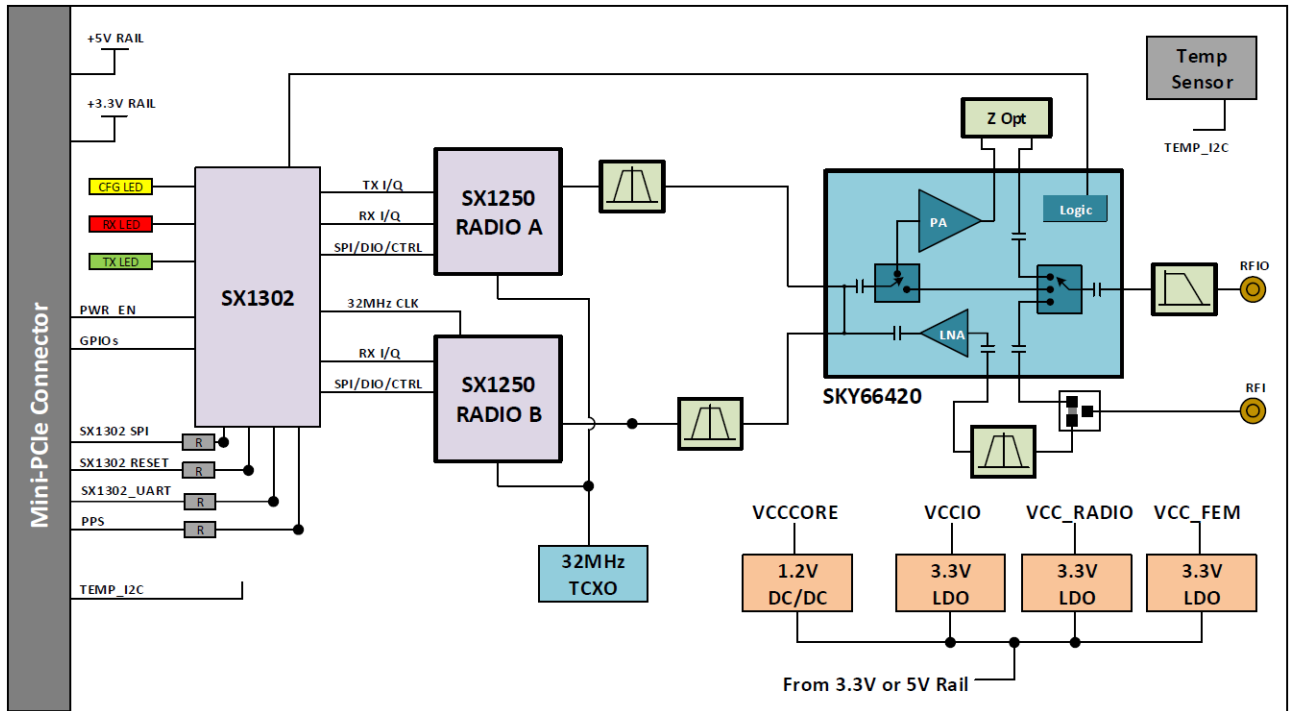 Mini-PCIe Connector
+5V RAIL
+3.3V RAIL
CFG LED
RX LED
TX LED
PWR_EN
GPIOs
SX1302 SPI
R
SX1302 RESET
R
SX1302_UART
R
PPS
R
TEMP_I2C
SX1302
TX I/Q
RX I/Q
SPI/DIO/CTRL
32MHz CLK
RX I/Q
SPI/DIO/CTRL
SX1250
RADIO A
SX1250
RADIO B
32MHz
TCXO
Z Opt
PA
Logic
LNA
SKY66420
Temp
Sensor
TEMP_I2C
RFIO
RFI
VCCCORE
VCCIO
VCC_RADIO
VCC_FEM
1.2V
DC/DC
3.3V
LDO
3.3V
LDO
3.3V
LDO
From 3.3V or 5V Rail